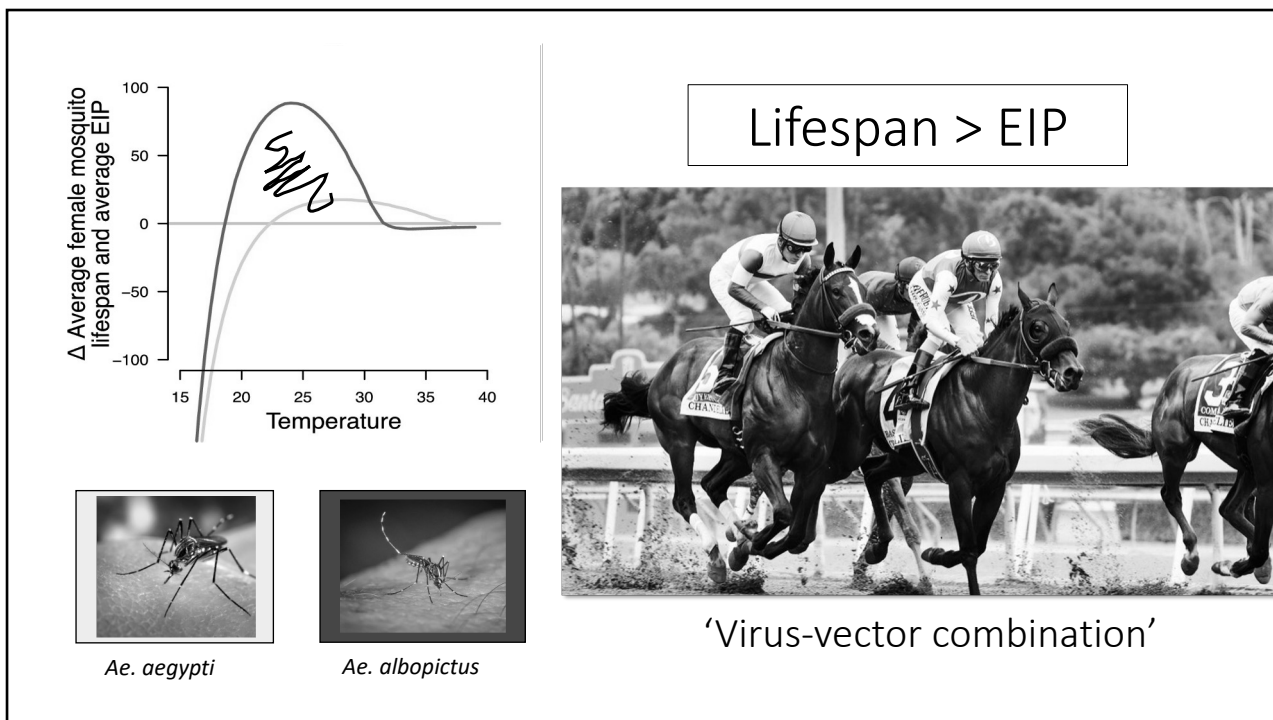 Δ Average female mosquito
lifespan and average EIP
100
50
0
−50
−100
15 20 25 30 35 40
Temperature
Ae. aegypti
Ae. albopictus
Lifespan > EIP
3
‘Virus-vector combination’